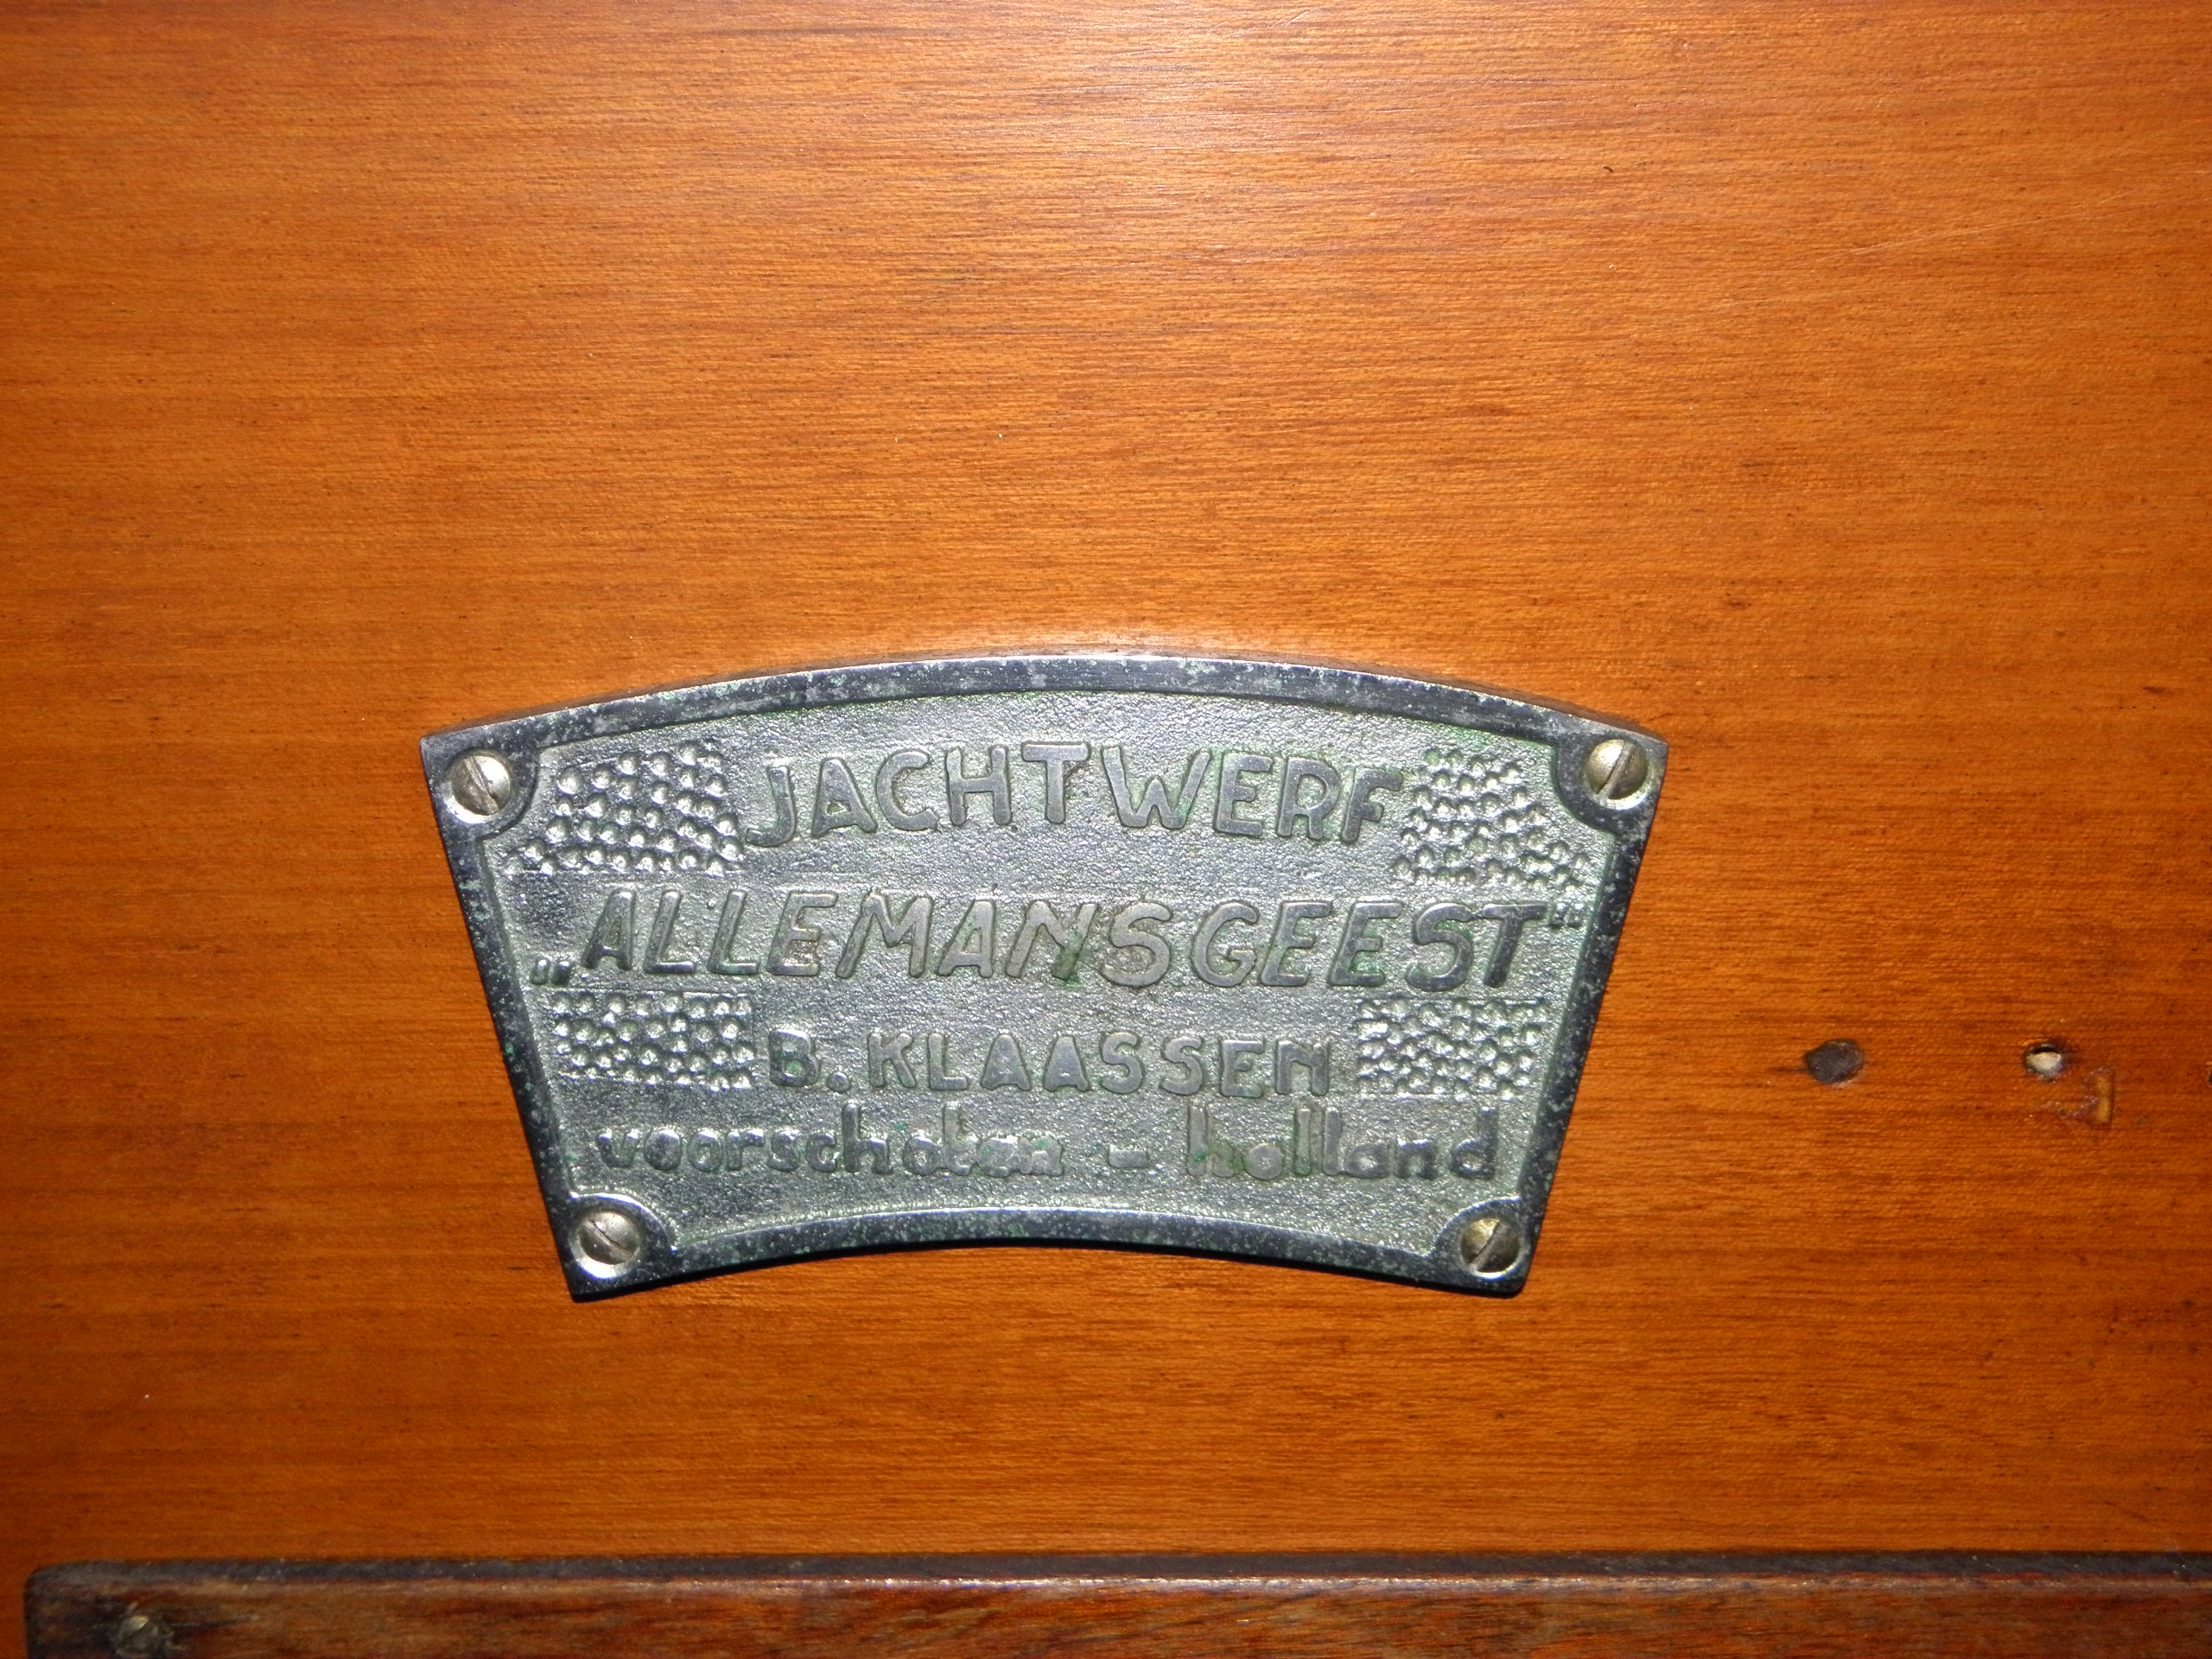 JACHTWERF
„ALLEMANSGEEST“
B. KLAASSEN
voorschoten - holland